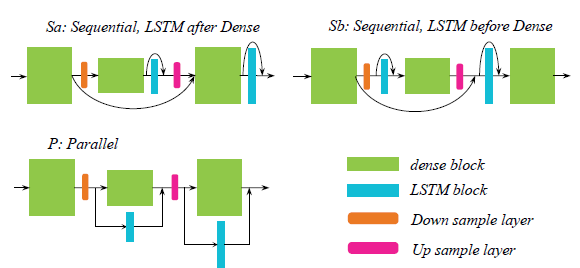 Sa: Sequential, LSTM after Dense
Sb: Sequential, LSTM before Dense
P: Parallel
dense block
LSTM block
Down sample layer
Up sample layer